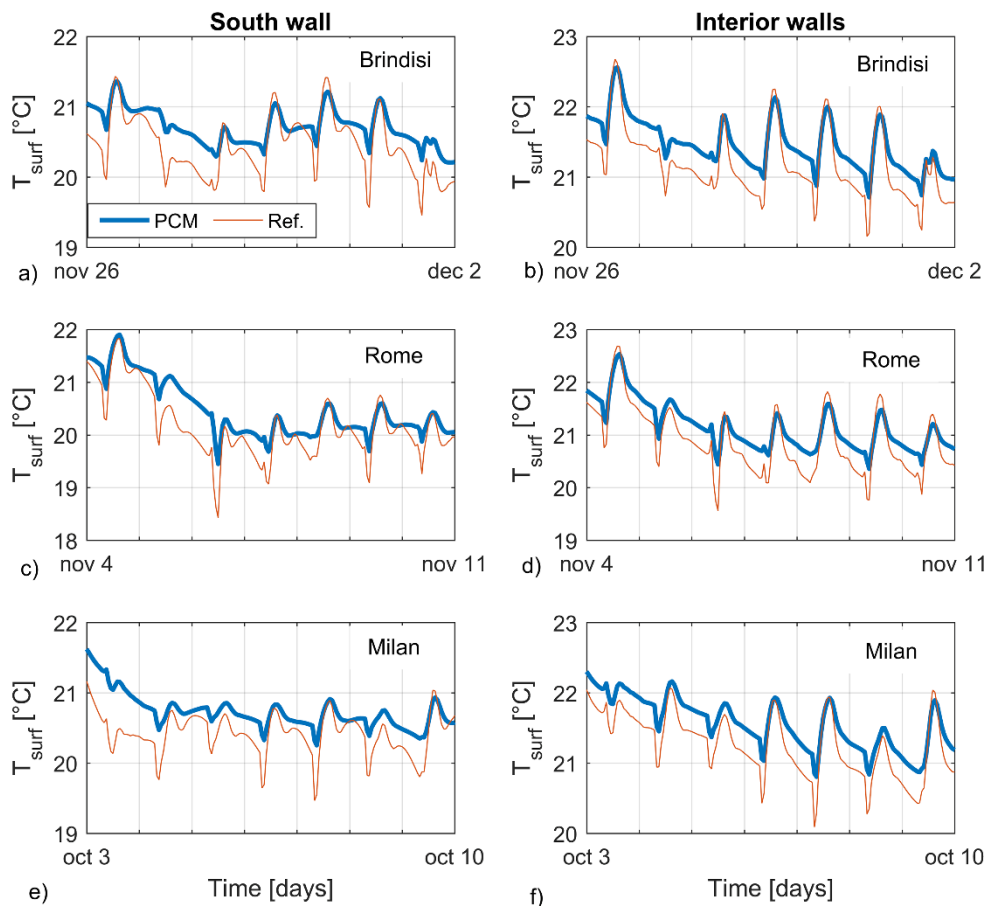 South wall
Interior walls
22
21
20
19
T_surf [°C]
Brindisi
PCM
Ref.
a)
nov 26
dec 2
23
22
21
20
T_surf [°C]
Brindisi
b)
nov 26
dec 2
22
21
20
19
18
T_surf [°C]
Rome
c)
nov 4
nov 11
23
22
21
20
19
T_surf [°C]
Rome
d)
nov 4
nov 11
22
21
20
19
T_surf [°C]
Milan
oct 3
oct 10
e)
Time [days]
23
22
21
20
T_surf [°C]
Milan
oct 3
oct 10
f)
Time [days]